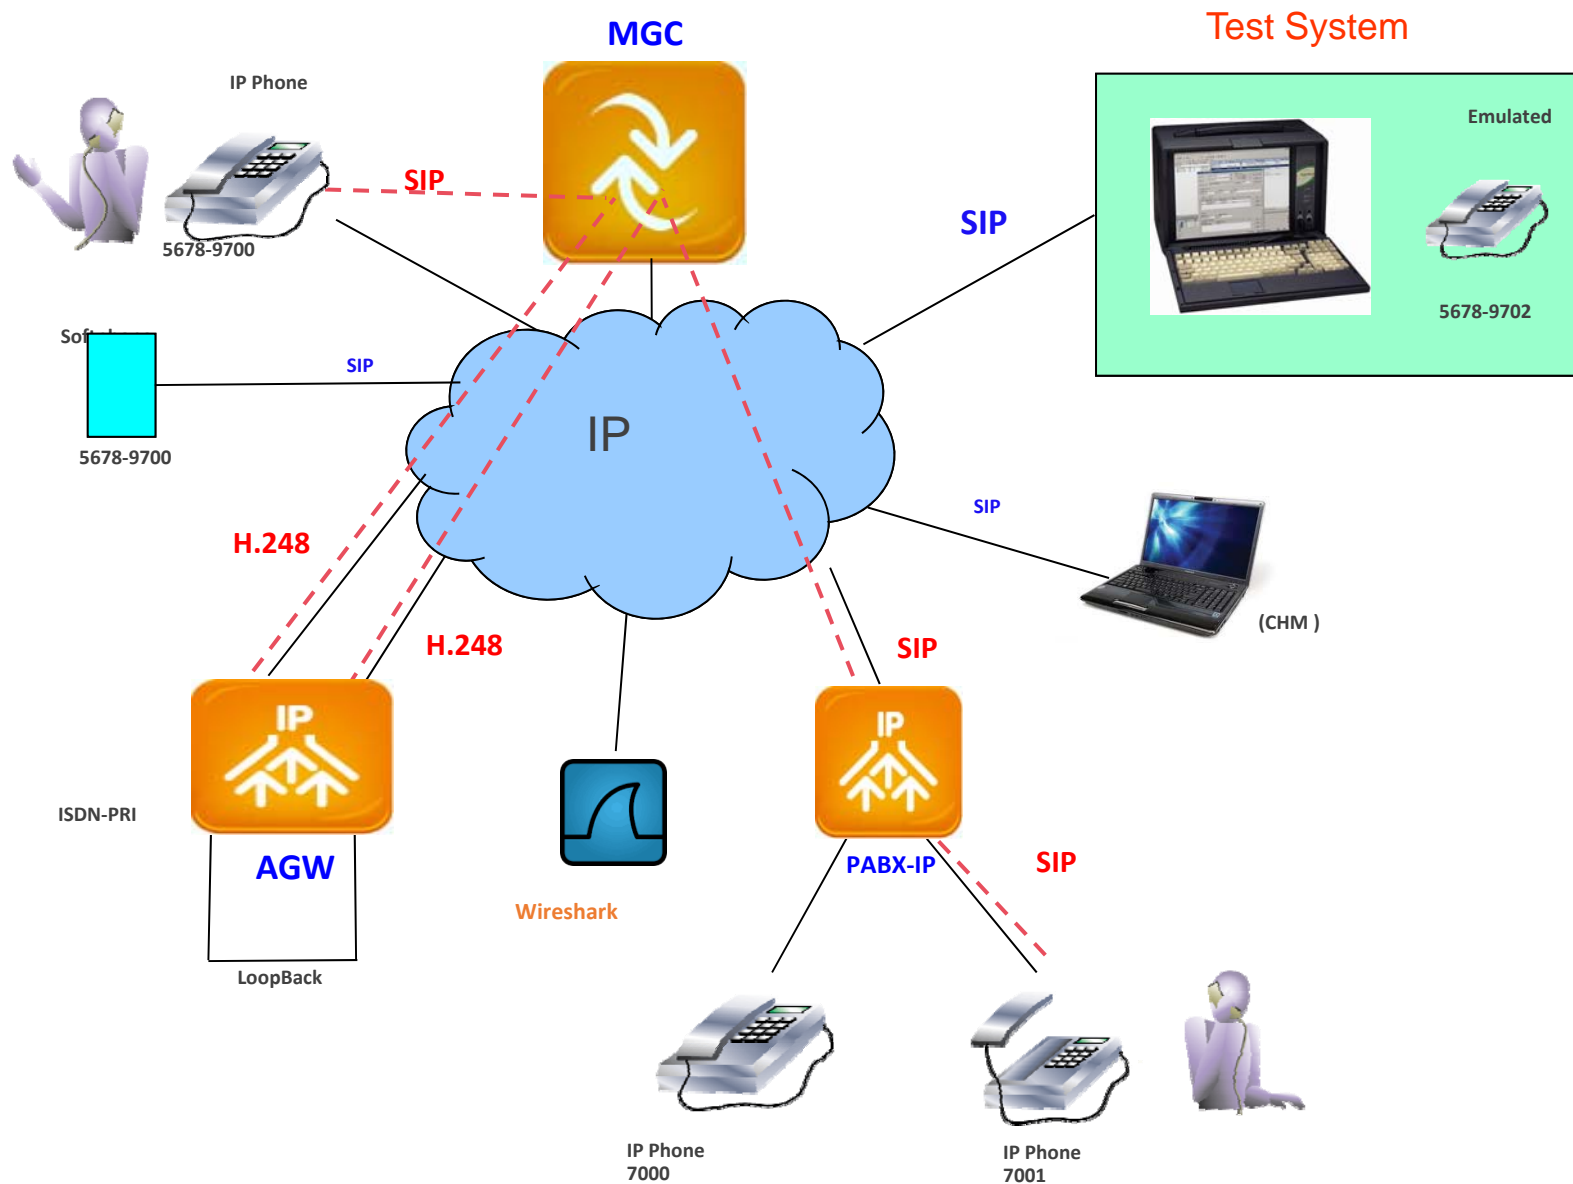 Test System
MGC
IP Phone
Emulated
SIP
SIP
5678-9700
5678-9702
SIP
IP
5678-9700
SIP
H.248
H.248
SIP
(CHM )
IP
IP
ISDN-PRI
AGW
PABX-IP
SIP
Wireshark
LoopBack
IP Phone
7000
IP Phone
7001